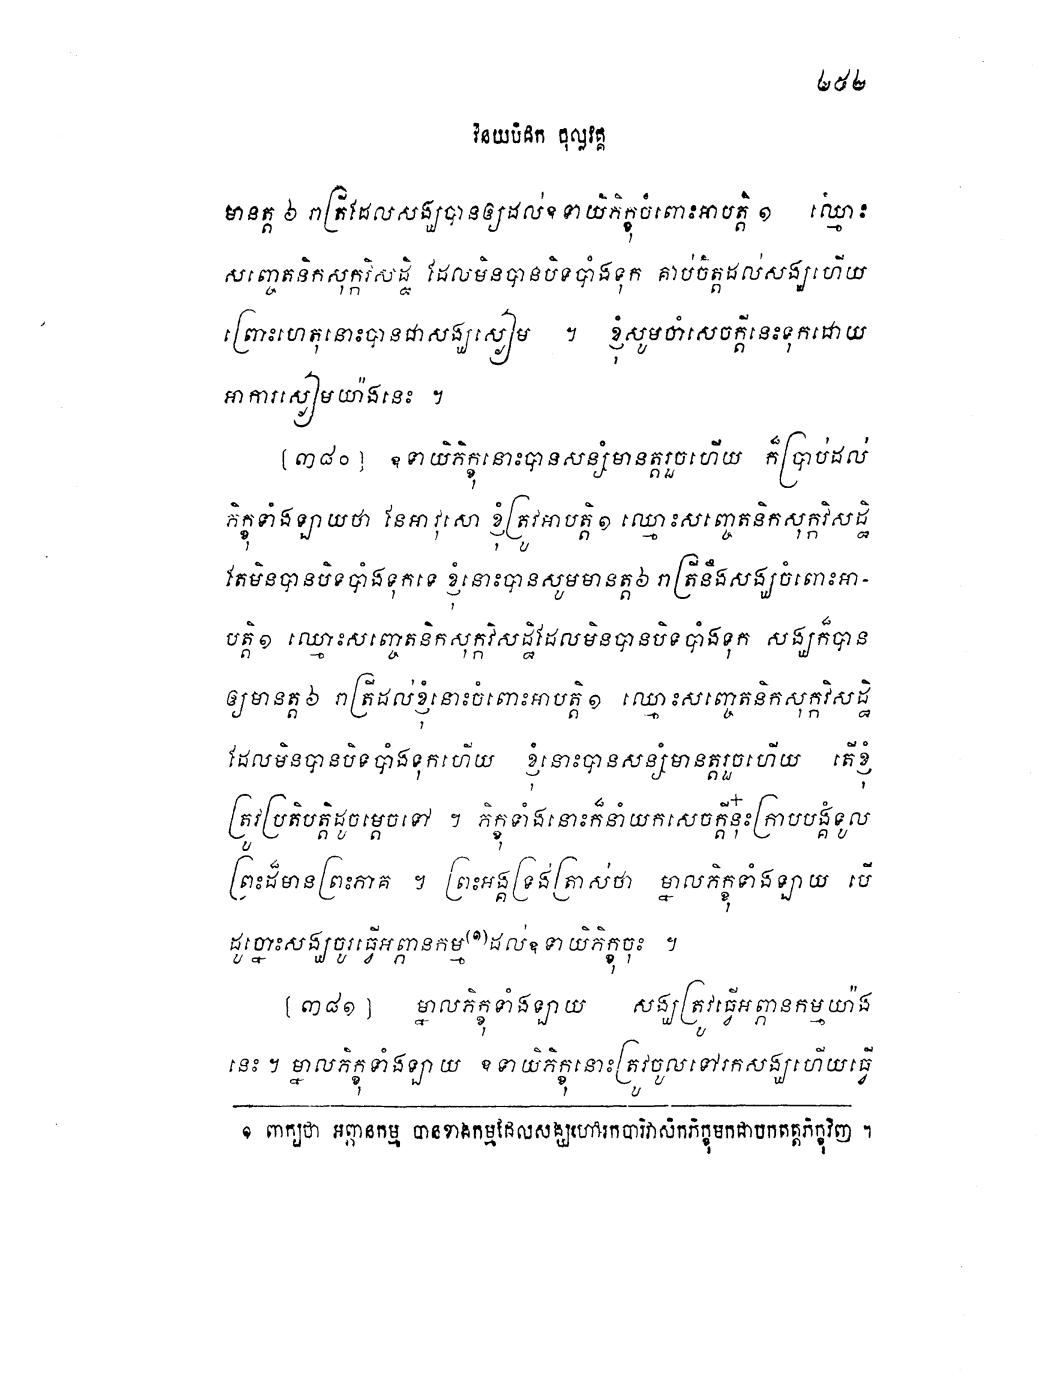 ២៥២
វិនយបិដក ចុល្លវគ្គ
មានត្ត ៦ រាត្រីដែលសង្ឃបានឲ្យដល់ឧទាយិភិក្ខុចំពោះអាបត្តិ ១ ឈ្មោះ
សញ្ចេតនិកសុក្កវិសដ្ឋិ ដែលមិនបានបិទបាំងទុក គាប់ចិត្តដល់សង្ឃហើយ
ព្រោះហេតុនោះបានជាសង្ឃស្ងៀម ។ ខ្ញុំសូមចាំសេចក្តីនេះទុកដោយ
អាការស្ងៀមយ៉ាងនេះ ។
[៣៨០] ឧទាយិភិក្ខុនោះបានសន្សំមានត្តរួចហើយ ក៏ប្រាប់ដល់
ភិក្ខុទាំងឡាយថា នែអាវុសោ ខ្ញុំត្រូវអាបត្តិ ១ ឈ្មោះសញ្ចេតនិកសុក្កវិសដ្ឋិ
តែមិនបានបិទបាំងទុកទេ ខ្ញុំនោះបានសូមមានត្ត ៦ រាត្រីនឹងសង្ឃចំពោះអា-
បត្តិ ១ ឈ្មោះសញ្ចេតនិកសុក្កវិសដ្ឋិដែលមិនបានបិទបាំងទុក សង្ឃក៏បាន
ឲ្យមានត្ត ៦ រាត្រីដល់ខ្ញុំនោះចំពោះអាបត្តិ ១ ឈ្មោះសញ្ចេតនិកសុក្កវិសដ្ឋិ
ដែលមិនបានបិទបាំងទុកហើយ ខ្ញុំនោះបានសន្សំមានត្តរួចហើយ តើខ្ញុំ
ត្រូវប្រតិបត្តិដូចម្តេចទៅ ។ ភិក្ខុទាំងនោះក៏នាំយកសេចក្តីនុ៎ះក្រាបបង្គំទូល
ព្រះដ៏មានព្រះភាគ ។ ព្រះអង្គទ្រង់ត្រាស់ថា ម្នាលភិក្ខុទាំងឡាយ បើ
ដូច្នោះសង្ឃចូរធ្វើអព្ភានកម្ម(១)ដល់ឧទាយិភិក្ខុចុះ ។
[៣៨១] ម្នាលភិក្ខុទាំងឡាយ សង្ឃត្រូវធ្វើអព្ភានកម្មយ៉ាង
នេះ ។ ម្នាលភិក្ខុទាំងឡាយ ឧទាយិភិក្ខុនោះត្រូវចូលទៅរកសង្ឃហើយធ្វើ
១ ពាក្យថា អព្ភានកម្ម បានខាងកម្មដែលសង្ឃហៅរកបារិវាសិកភិក្ខុមកជាបកតត្តភិក្ខុវិញ ។